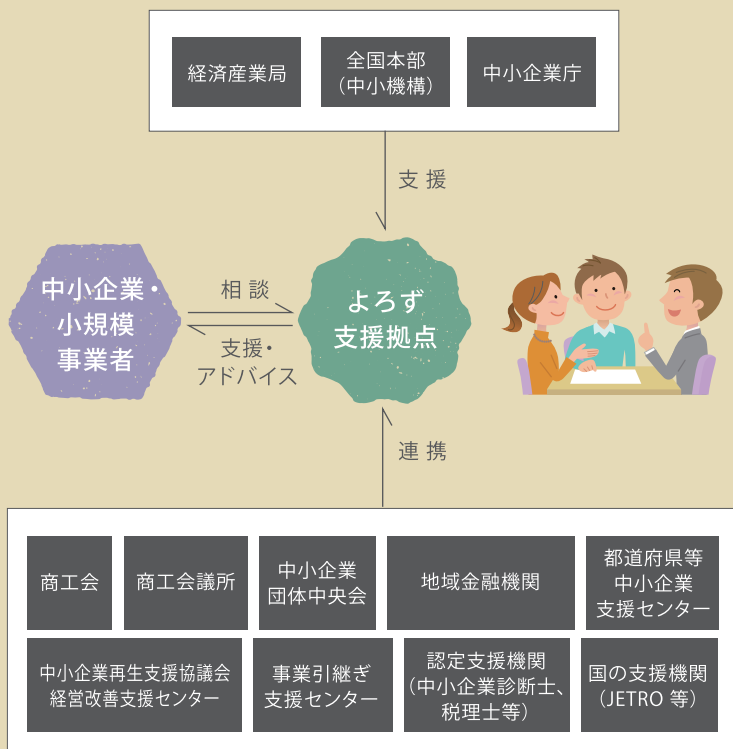 経済産業局
全国本部
(中小機構)
中小企業庁
支援
中小企業・
小規模
事業者
相談
支援・
アドバイス
よろず
支援拠点
連携
商工会
商工会議所
中小企業
団体中央会
地域金融機関
都道府県等
中小企業
支援センター
中小企業再生支援協議会
経営改善支援センター
事業引継ぎ
支援センター
認定支援機関
(中小企業診断士、
税理士等)
国の支援機関
(JETRO 等)